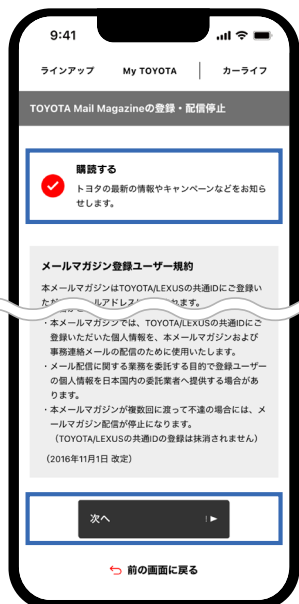 9:41
ラインアップ My TOYOTA カーライフ
TOYOTA Mail Magazineの登録・配信停止
購読する
トヨタの最新の情報やキャンペーンなどをお知ら
せします。
メールマガジン登録ユーザー規約
本メールマガジンはTOYOTA/LEXUSの共通IDにご登録い
・本メールマガジンでは、TOYOTA/LEXUSの共通IDにご
登録いただいた個人情報を、本メールマガジンおよび
事務連絡メールの配信のために使用いたします。
・メール配信に関する業務を委託する目的で登録ユーザー
の個人情報を日本国内の委託業者へ提供する場合があ
ります。
・本メールマガジンが複数回に渡って不達の場合には、メ
ールマガジン配信が停止になります。
（TOYOTA/LEXUSの共通IDの登録は抹消されません）
（2016年11月1日 改定）
次へ
前の画面に戻る